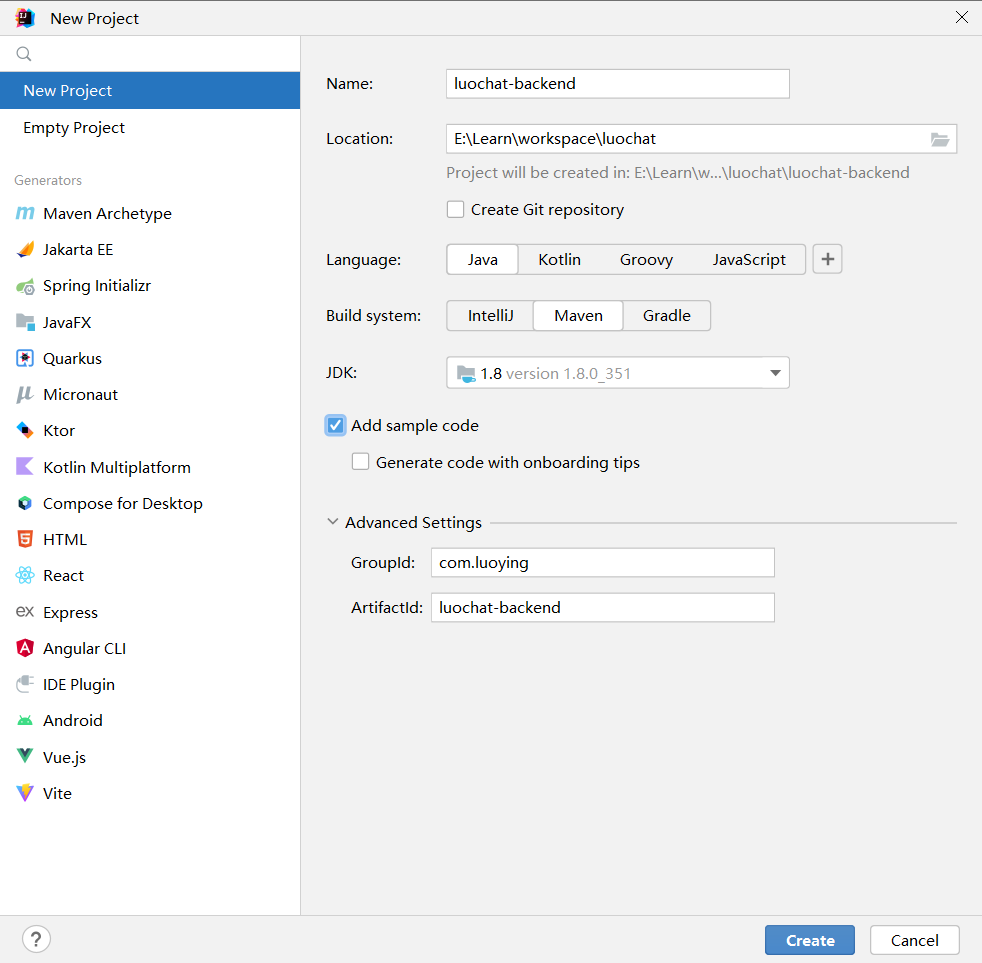 New Project
New Project
Empty Project
Generators
Maven Archetype
Jakarta EE
Spring Initializr
JavaFX
Quarkus
Micronaut
Ktor
Kotlin Multiplatform
Compose for Desktop
HTML
React
ex Express
Angular CLI
IDE Plugin
Android
Vue.js
Vite
Name: luochat-backend
Location: E:\Learn\workspace\luochat
Project will be created in: E:\Learn\w...\luochat\luochat-backend
Create Git repository
Language: Java Kotlin Groovy JavaScript +
Build system: IntelliJ Maven Gradle
JDK: 1.8 version 1.8.0_351
Add sample code
Generate code with onboarding tips
Advanced Settings
GroupId: com.luoying
ArtifactId: luochat-backend
? Create Cancel